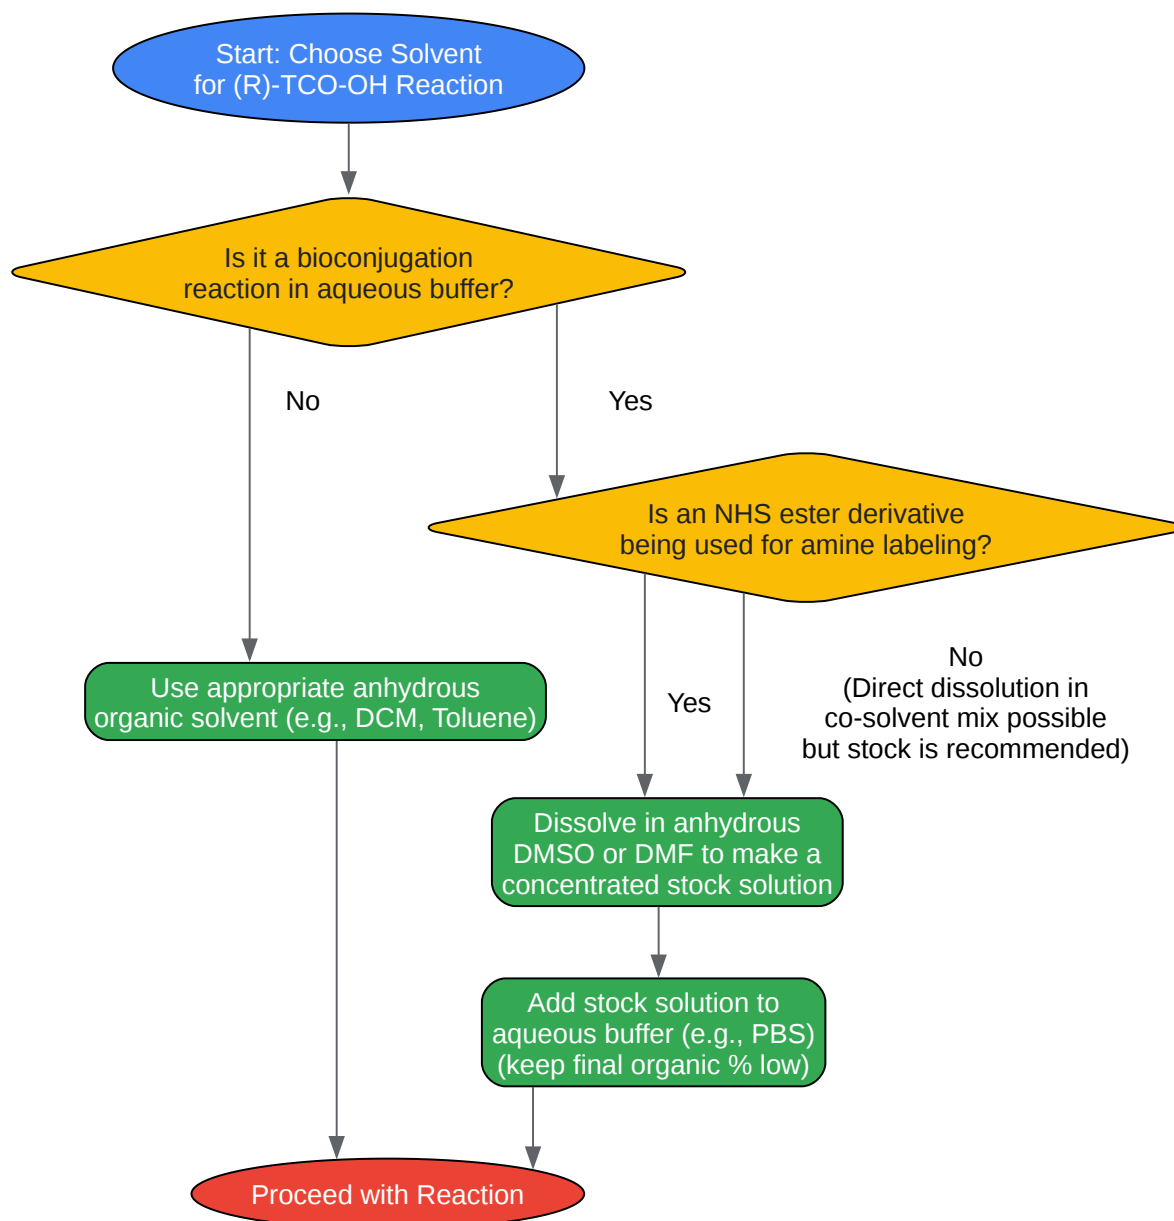 Start: Choose Solvent
for (R)-TCO-OH Reaction
Is it a bioconjugation
reaction in aqueous buffer?
No
Yes
Is an NHS ester derivative
being used for amine labeling?
Use appropriate anhydrous
organic solvent (e.g., DCM, Toluene)
Yes
No
(Direct dissolution in
co-solvent mix possible
but stock is recommended)
Dissolve in anhydrous
DMSO or DMF to make a
concentrated stock solution
Add stock solution to
aqueous buffer (e.g., PBS)
(keep final organic % low)
Proceed with Reaction